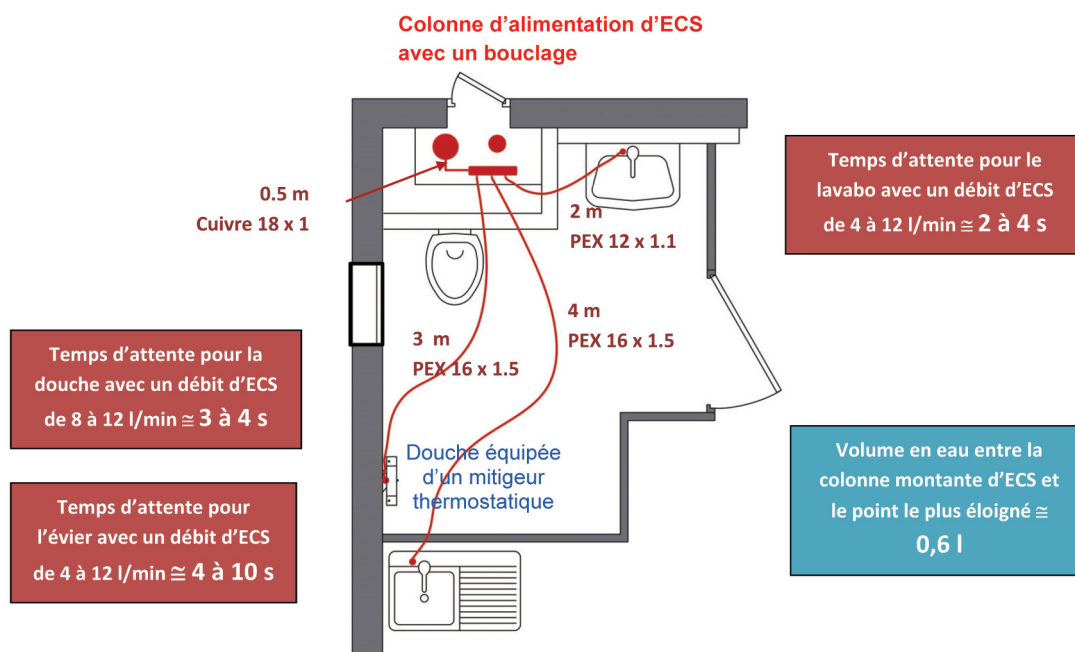 Colonne d’alimentation d’ECS
avec un bouclage
0.5 m
Cuivre 18 x 1
2 m
PEX 12 x 1.1
Temps d’attente pour le
lavabo avec un débit d’ECS
de 4 à 12 l/min ≅ 2 à 4 s
4 m
PEX 16 x 1.5
3 m
PEX 16 x 1.5
Temps d’attente pour la
douche avec un débit d’ECS
de 8 à 12 l/min ≅ 3 à 4 s
Douche équipée
d’un mitigeur
thermostatique
Volume en eau entre la
colonne montante d’ECS et
le point le plus éloigné ≅
0,6 l
Temps d’attente pour
l’évier avec un débit d’ECS
de 4 à 12 l/min ≅ 4 à 10 s